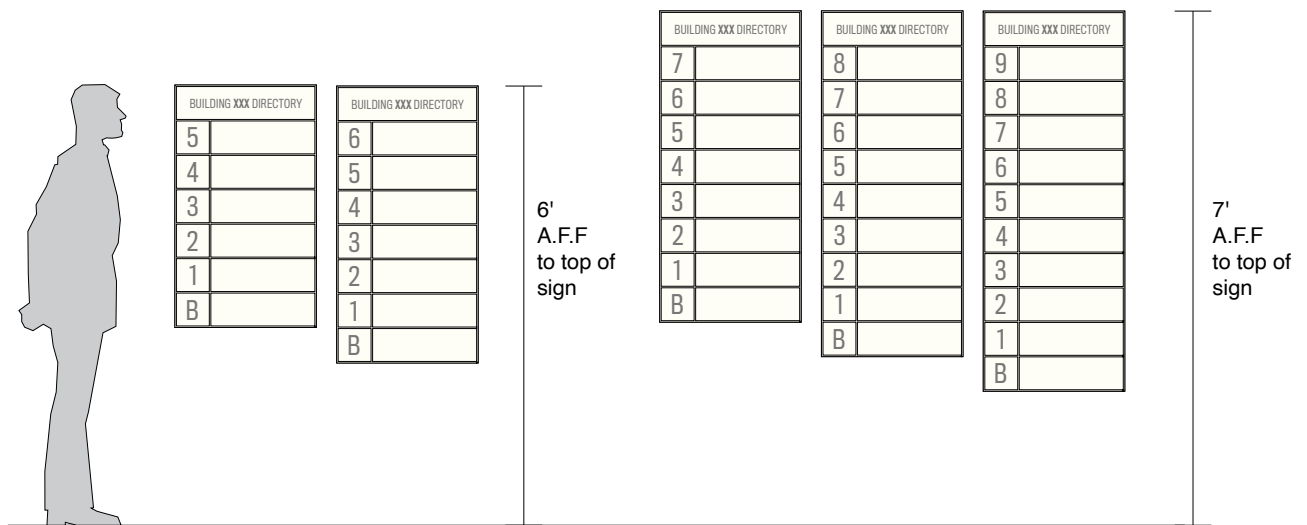 BUILDING XXX DIRECTORY
5
4
3
2
1
B
BUILDING XXX DIRECTORY
6
5
4
3
2
1
B
6'
A.F.F
to top of
sign
BUILDING XXX DIRECTORY
7
6
5
4
3
2
1
B
BUILDING XXX DIRECTORY
8
7
6
5
4
3
2
1
B
BUILDING XXX DIRECTORY
9
8
7
6
5
4
3
2
1
B
7'
A.F.F
to top of
sign